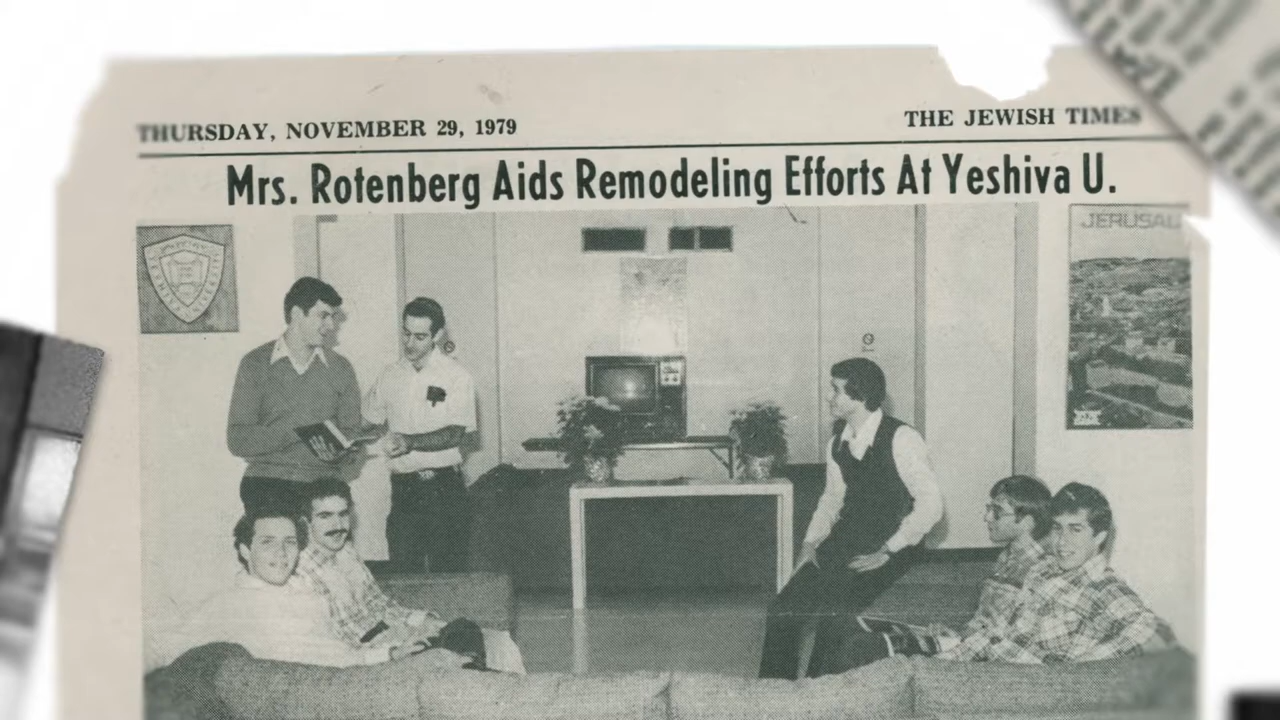 THURSDAY, NOVEMBER 29, 1979
THE JEWISH TIMES
Mrs. Rotenberg Aids Remodeling Efforts At Yeshiva U.
JERUSAL